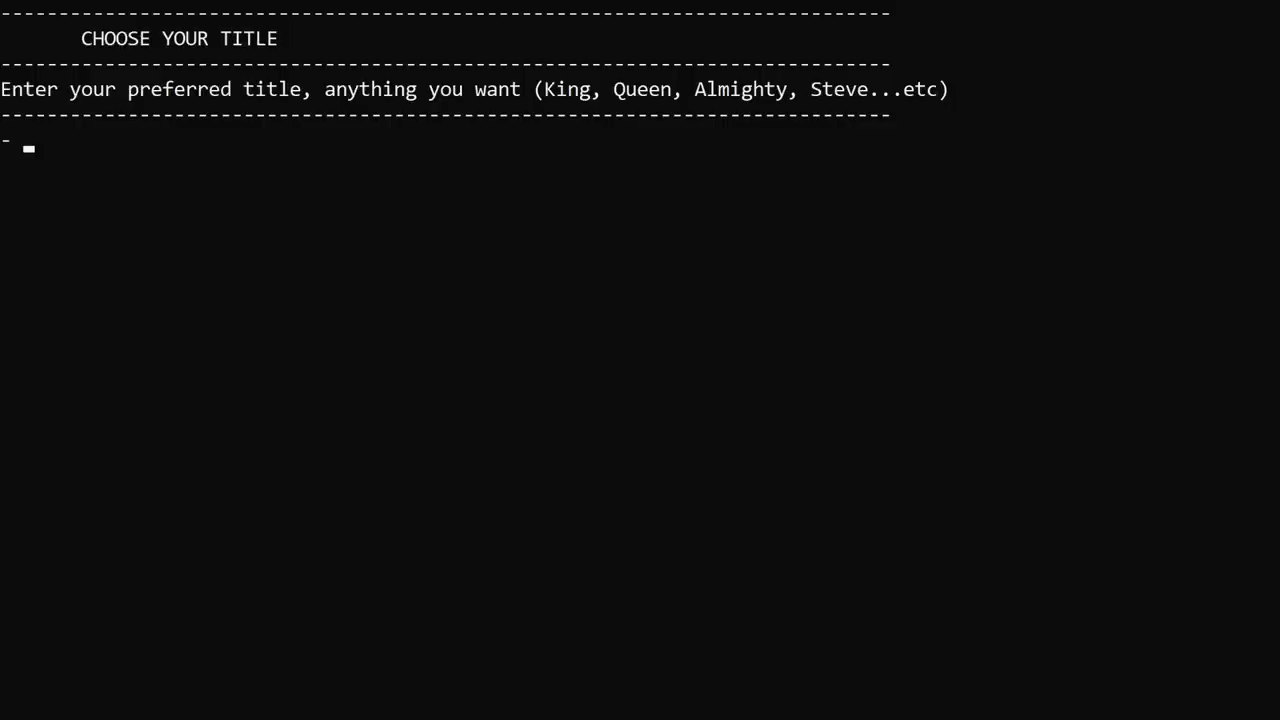 -----------------------------------------------------------------------------
CHOOSE YOUR TITLE
-----------------------------------------------------------------------------
Enter your preferred title, anything you want (King, Queen, Almighty, Steve...etc)
-----------------------------------------------------------------------------
- _